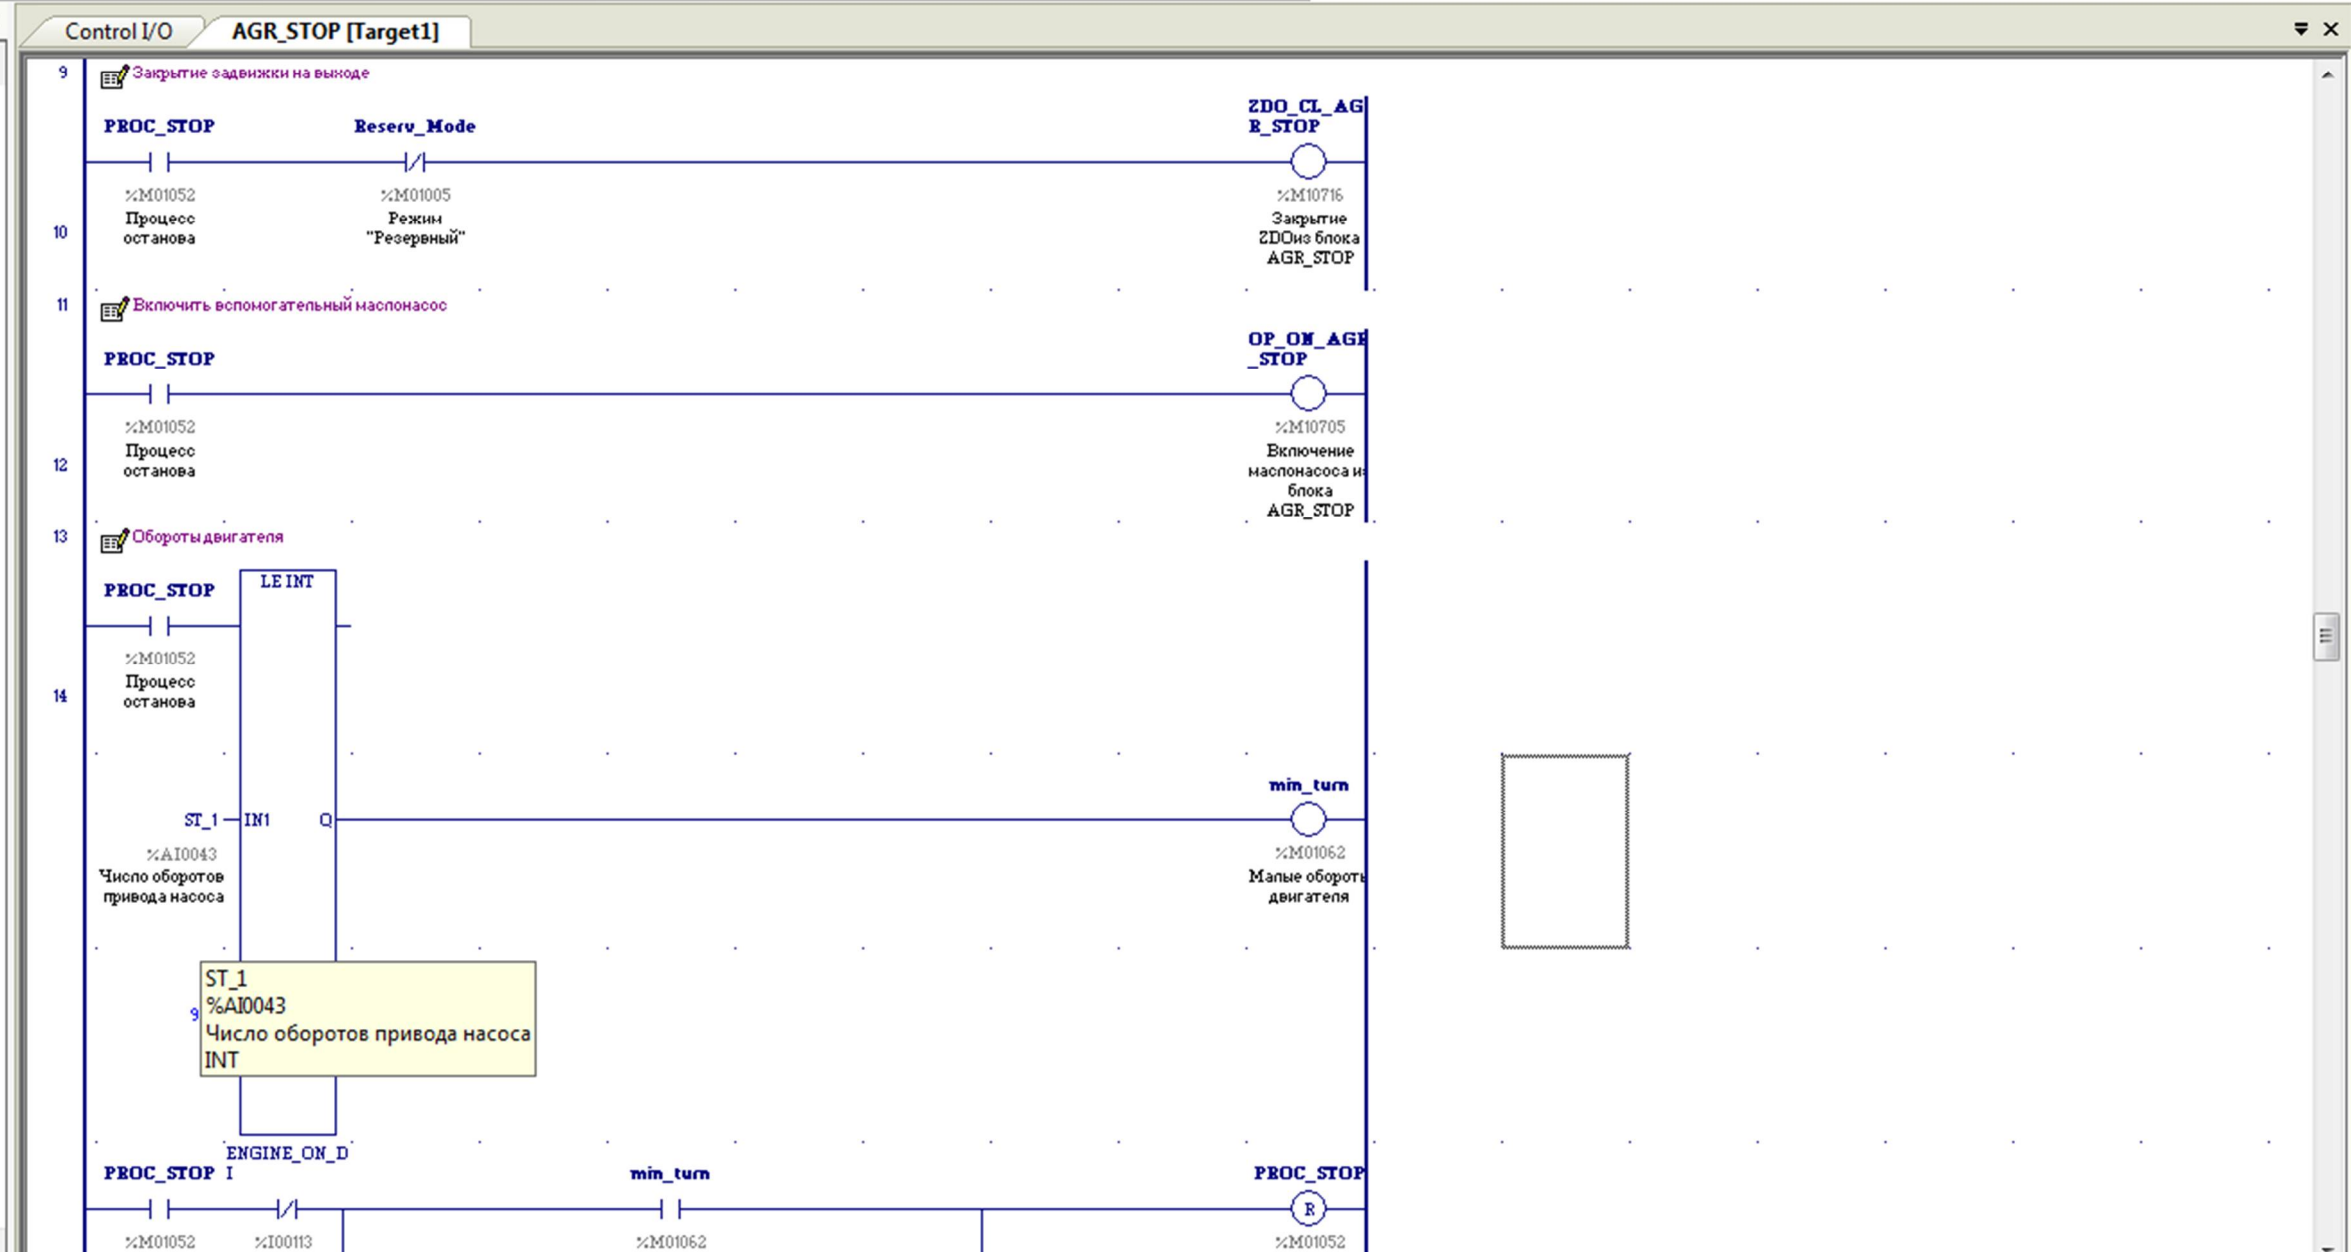 Control I/O
AGR_STOP [Target1]
9
Закрытие задвижки на выходе
PROC_STOP
Reserv_Mode
ZDO_CL_AG
R_STOP
%M01052
%M01005
%M10716
Процесс
останова
Режим
"Резервный"
Закрытие
ZDOиз блока
AGR_STOP
10
11
Включить вспомогательный маслонасос
PROC_STOP
OP_ON_AGR
_STOP
%M01052
%M10705
Процесс
останова
Включение
маслонасоса из
блока
AGR_STOP
12
13
Обороты двигателя
PROC_STOP
LE INT
%M01052
Процесс
останова
14
min_turn
ST_1
IN1
Q
%AI0043
%M01062
Число оборотов
привода насоса
Малые обороты
двигателя
9
ST_1
%AI0043
Число оборотов привода насоса
INT
ENGINE_ON_D
I
PROC_STOP
min_turn
PROC_STOP
R
%M01052
%I00113
%M01062
%M01052